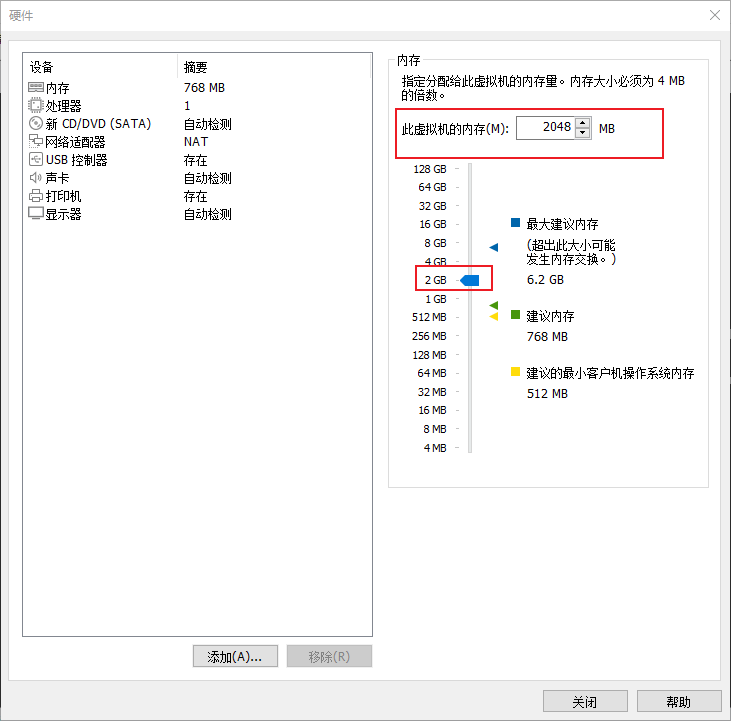 硬件
设备 摘要
内存 768 MB
处理器 1
新 CD/DVD (SATA) 自动检测
网络适配器 NAT
USB 控制器 存在
声卡 自动检测
打印机 存在
显示器 自动检测
添加(A)...
移除(R)
内存
指定分配给此虚拟机的内存量。内存大小必须为 4 MB
的倍数。
此虚拟机的内存(M): 2048 MB
128 GB
64 GB
32 GB
16 GB
8 GB
4 GB
2 GB
1 GB
512 MB
256 MB
128 MB
64 MB
32 MB
16 MB
8 MB
4 MB
最大建议内存
(超出此大小可能
发生内存交换。)
6.2 GB
建议内存
768 MB
建议的最小客户机操作系统内存
512 MB
关闭
帮助